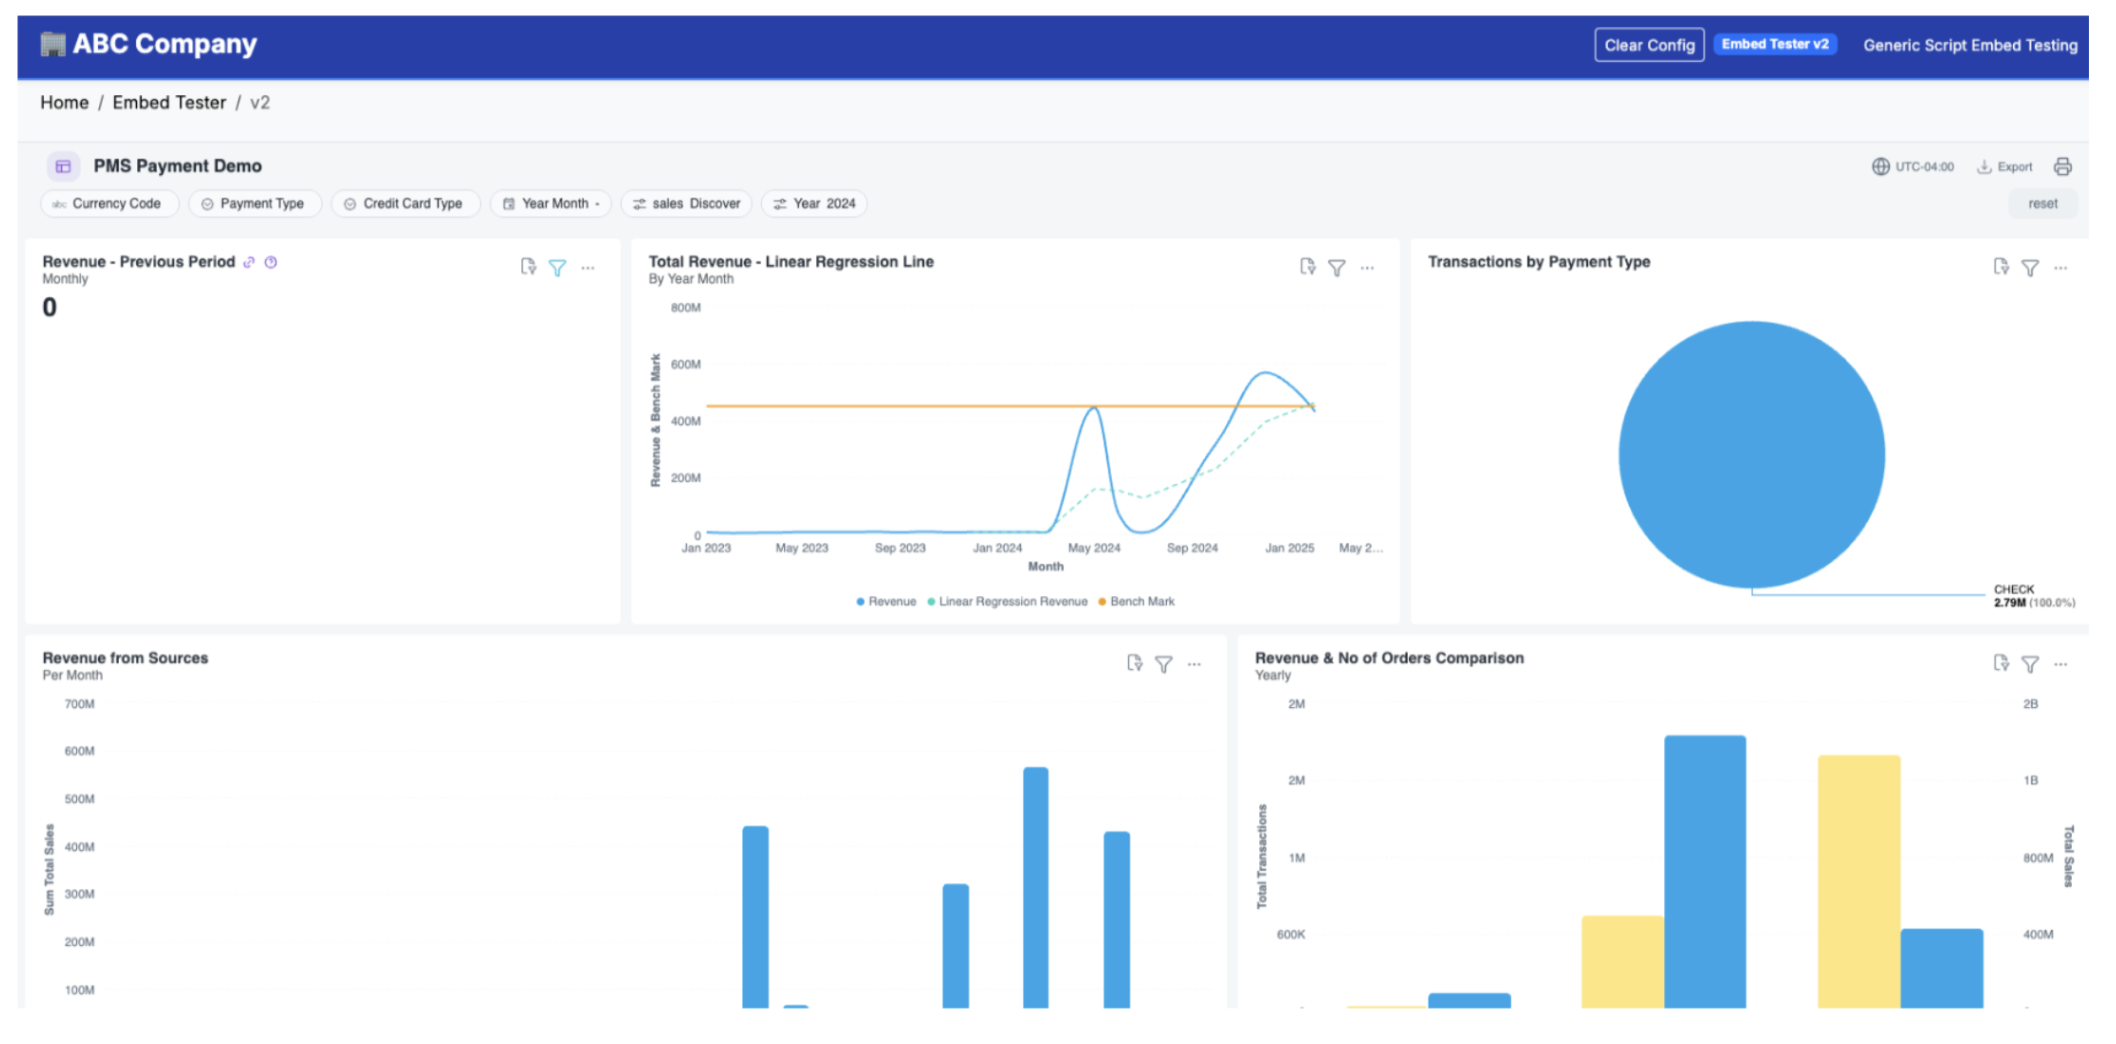 ABC Company
Clear Config
Embed Tester v2
Generic Script Embed Testing
Home / Embed Tester / v2
PMS Payment Demo
UTC-04:00
Export
abc Currency Code
Payment Type
Credit Card Type
Year Month -
sales Discover
Year 2024
reset
Revenue - Previous Period
Monthly
0
Total Revenue - Linear Regression Line
By Year Month
800M
600M
400M
200M
0
Revenue & Bench Mark
Jan 2023
May 2023
Sep 2023
Jan 2024
May 2024
Sep 2024
Jan 2025
May 2...
Month
Revenue
Linear Regression Revenue
Bench Mark
Transactions by Payment Type
CHECK
2.79M (100.0%)
Revenue from Sources
Per Month
700M
600M
500M
400M
300M
200M
100M
Sum Total Sales
Revenue & No of Orders Comparison
Yearly
2M
2M
1M
600K
Total Transactions
2B
1B
800M
400M
Total Sales